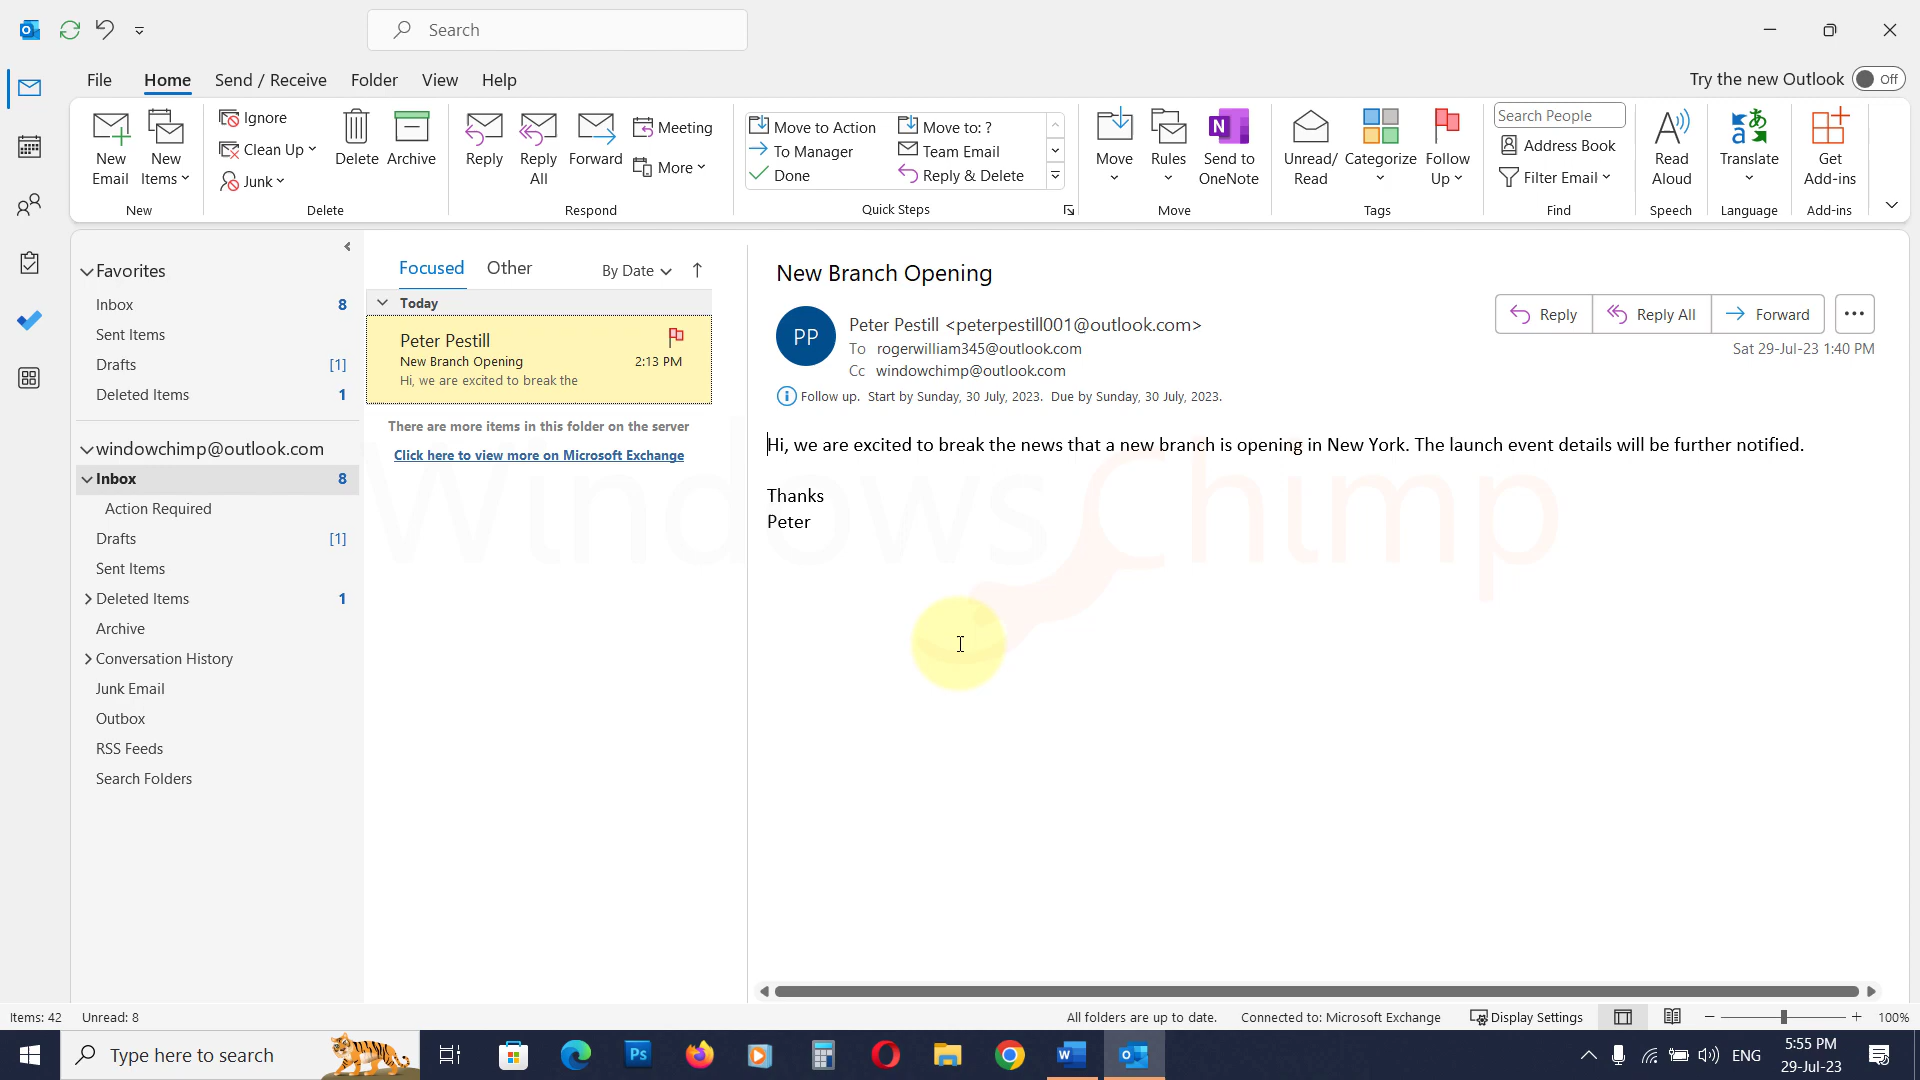 Search
File
Home
Send / Receive
Folder
View
Help
Try the new Outlook
Off
New Email
New Items
New
Ignore
Clean Up
Junk
Delete
Archive
Delete
Reply
Reply All
Forward
Meeting
More
Respond
Move to Action
To Manager
Done
Move to: ?
Team Email
Reply & Delete
Quick Steps
Move
Rules
Send to OneNote
Move
Unread/ Read
Categorize
Follow Up
Tags
Search People
Address Book
Filter Email
Find
Read Aloud
Speech
Translate
Language
Get Add-ins
Add-ins
Favorites
Inbox 8
Sent Items
Drafts [1]
Deleted Items 1
windowchimp@outlook.com
Inbox 8
Action Required
Drafts [1]
Sent Items
Deleted Items 1
Archive
Conversation History
Junk Email
Outbox
RSS Feeds
Search Folders
Focused
Other
By Date
Today
Peter Pestill
New Branch Opening 2:13 PM
Hi, we are excited to break the
There are more items in this folder on the server
Click here to view more on Microsoft Exchange
New Branch Opening
PP
Peter Pestill <peterpestill001@outlook.com>
To rogerwilliam345@outlook.com
Cc windowchimp@outlook.com
Reply
Reply All
Forward
Sat 29-Jul-23 1:40 PM
Follow up. Start by Sunday, 30 July, 2023. Due by Sunday, 30 July, 2023.
Hi, we are excited to break the news that a new branch is opening in New York. The launch event details will be further notified.
Thanks
Peter
Windows Chimp
Items: 42
Unread: 8
All folders are up to date.
Connected to: Microsoft Exchange
Display Settings
100%
Type here to search
Ps
ENG
5:55 PM
29-Jul-23